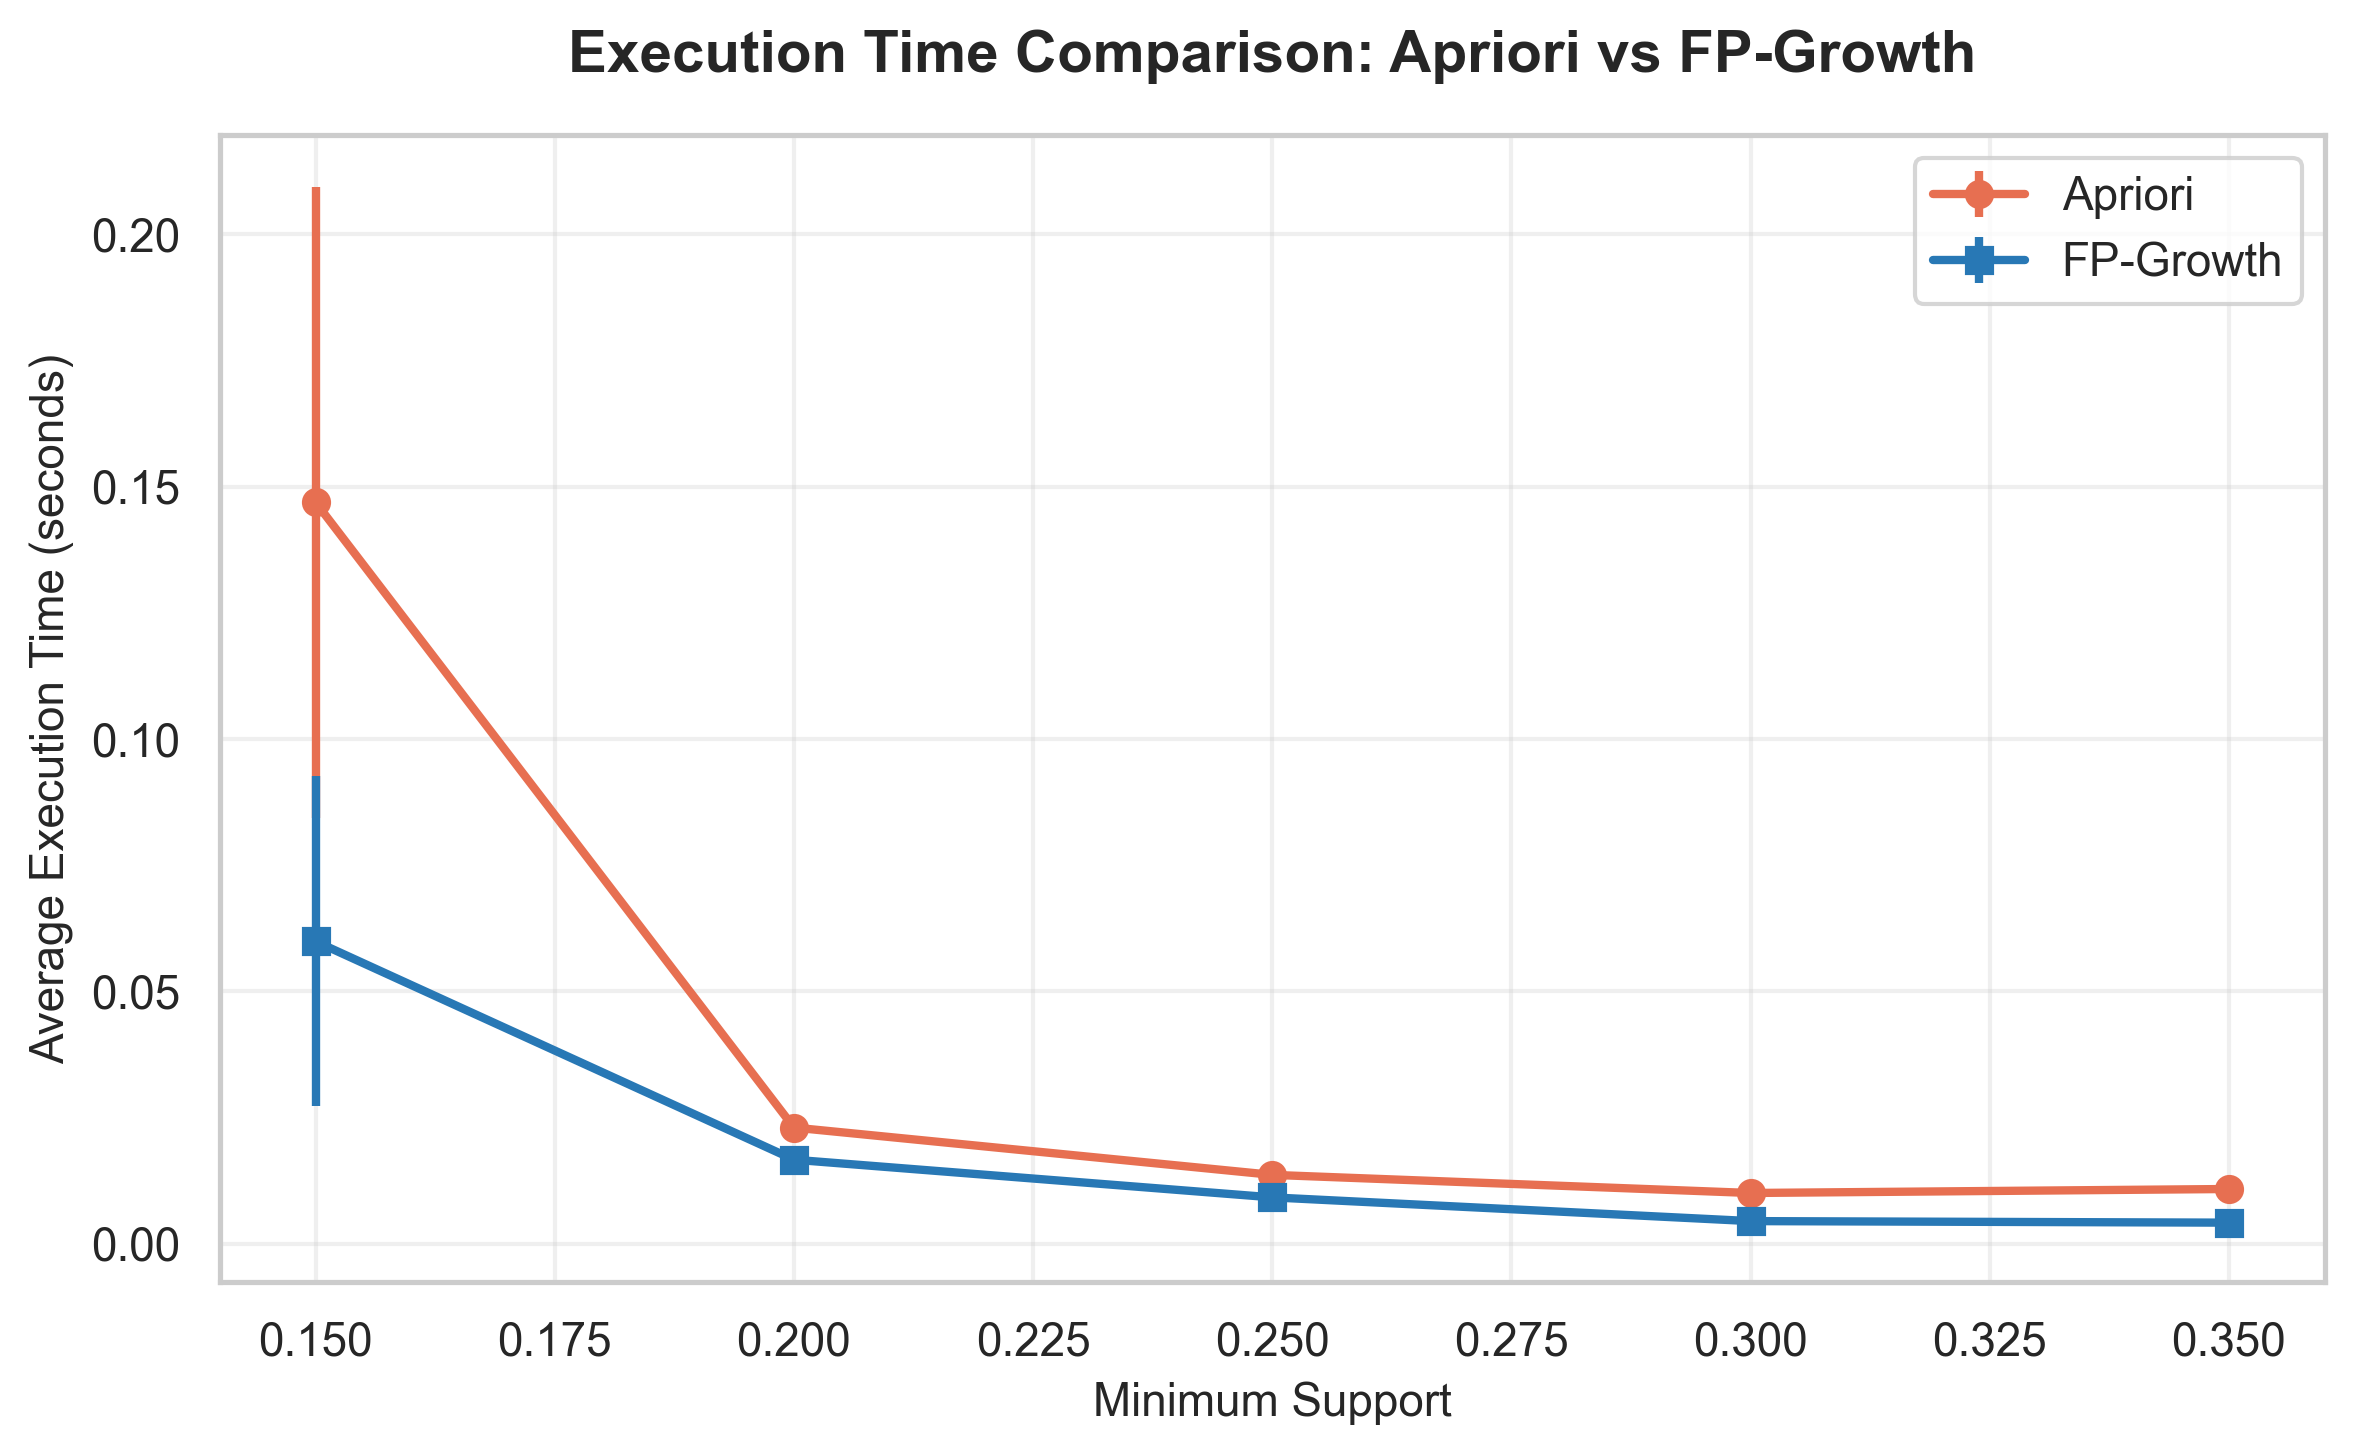 Execution Time Comparison: Apriori vs FP-Growth
Apriori
FP-Growth
Average Execution Time (seconds)
0.20
0.15
0.10
0.05
0.00
0.150 0.175 0.200 0.225 0.250 0.275 0.300 0.325 0.350
Minimum Support